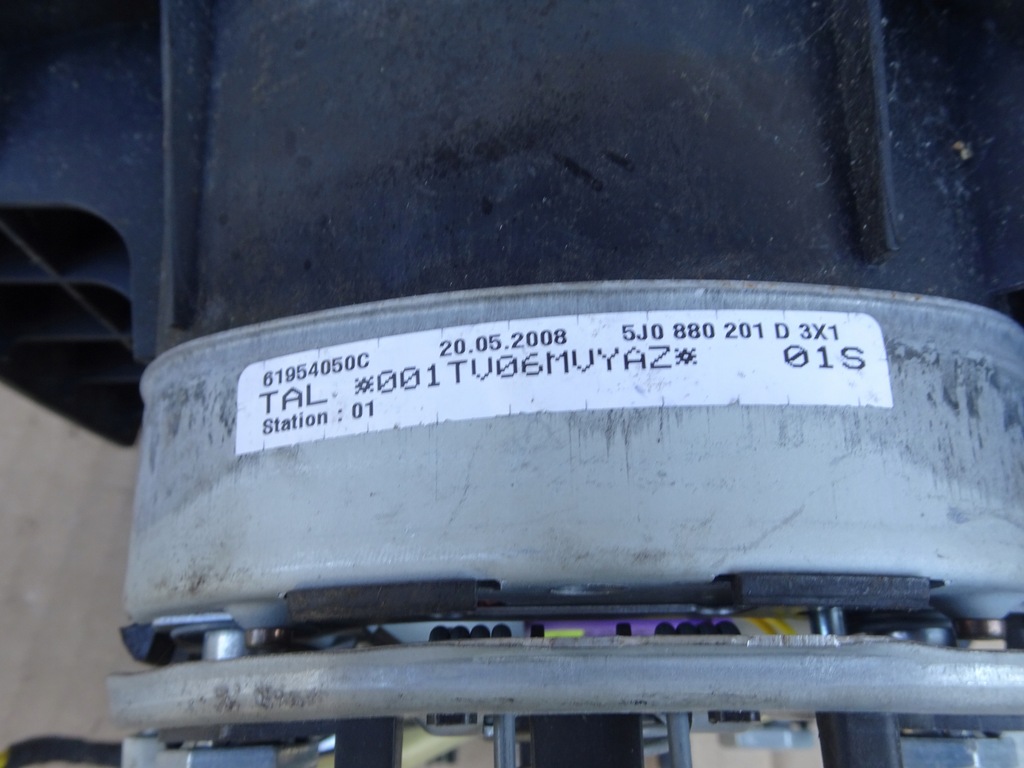 61954050C 20.05.2008 5J0 880 201 D 3X1
TAL *001TV06MVYAZ* 01S
Station : 01